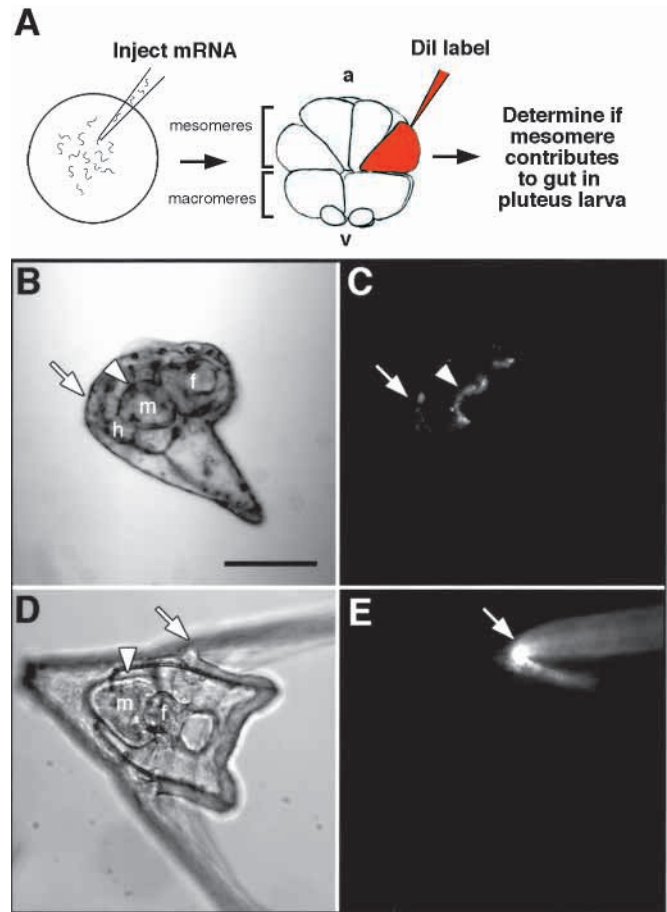 A
Inject mRNA
DiI label
a
mesomeres
macromeres
v
Determine if
mesomere
contributes
to gut in
pluteus larva
B
f
m
h
C
D
m
f
E